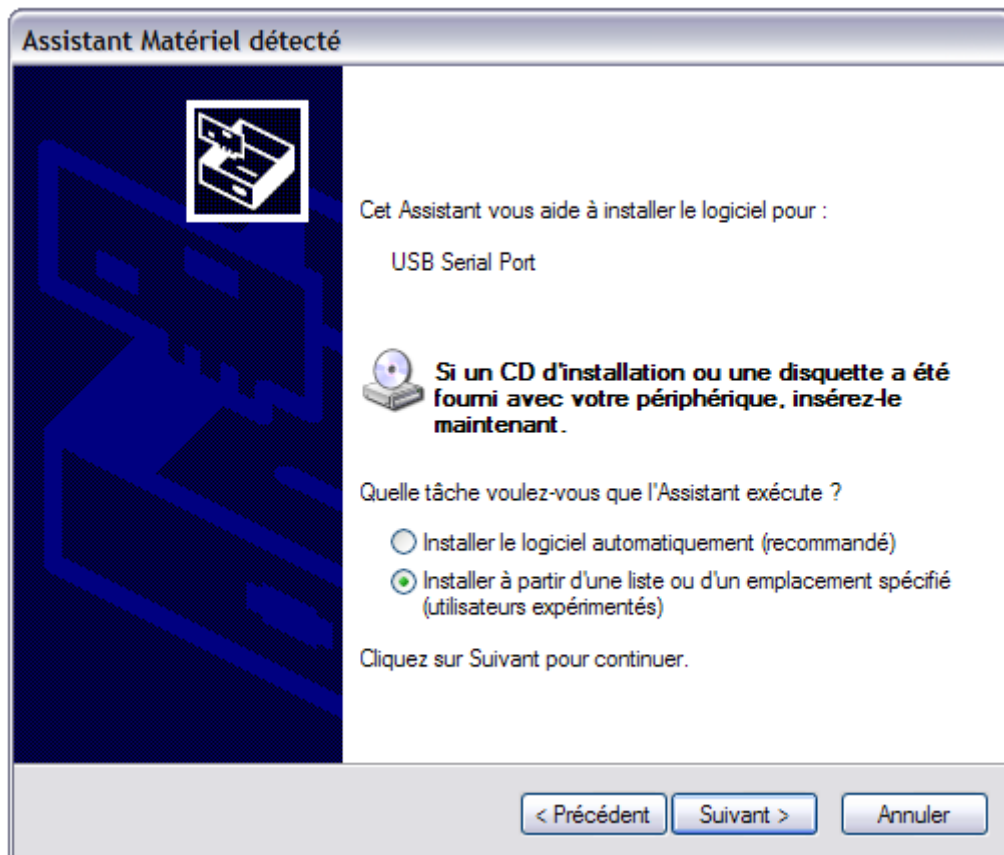 Assistant Matériel détecté
Cet Assistant vous aide à installer le logiciel pour :
USB Serial Port
Si un CD d'installation ou une disquette a été
fourni avec votre périphérique, insérez-le
maintenant.
Quelle tâche voulez-vous que l'Assistant exécute ?
Installer le logiciel automatiquement (recommandé)
Installer à partir d'une liste ou d'un emplacement spécifié
(utilisateurs expérimentés)
Cliquez sur Suivant pour continuer.
< Précédent Suivant > Annuler